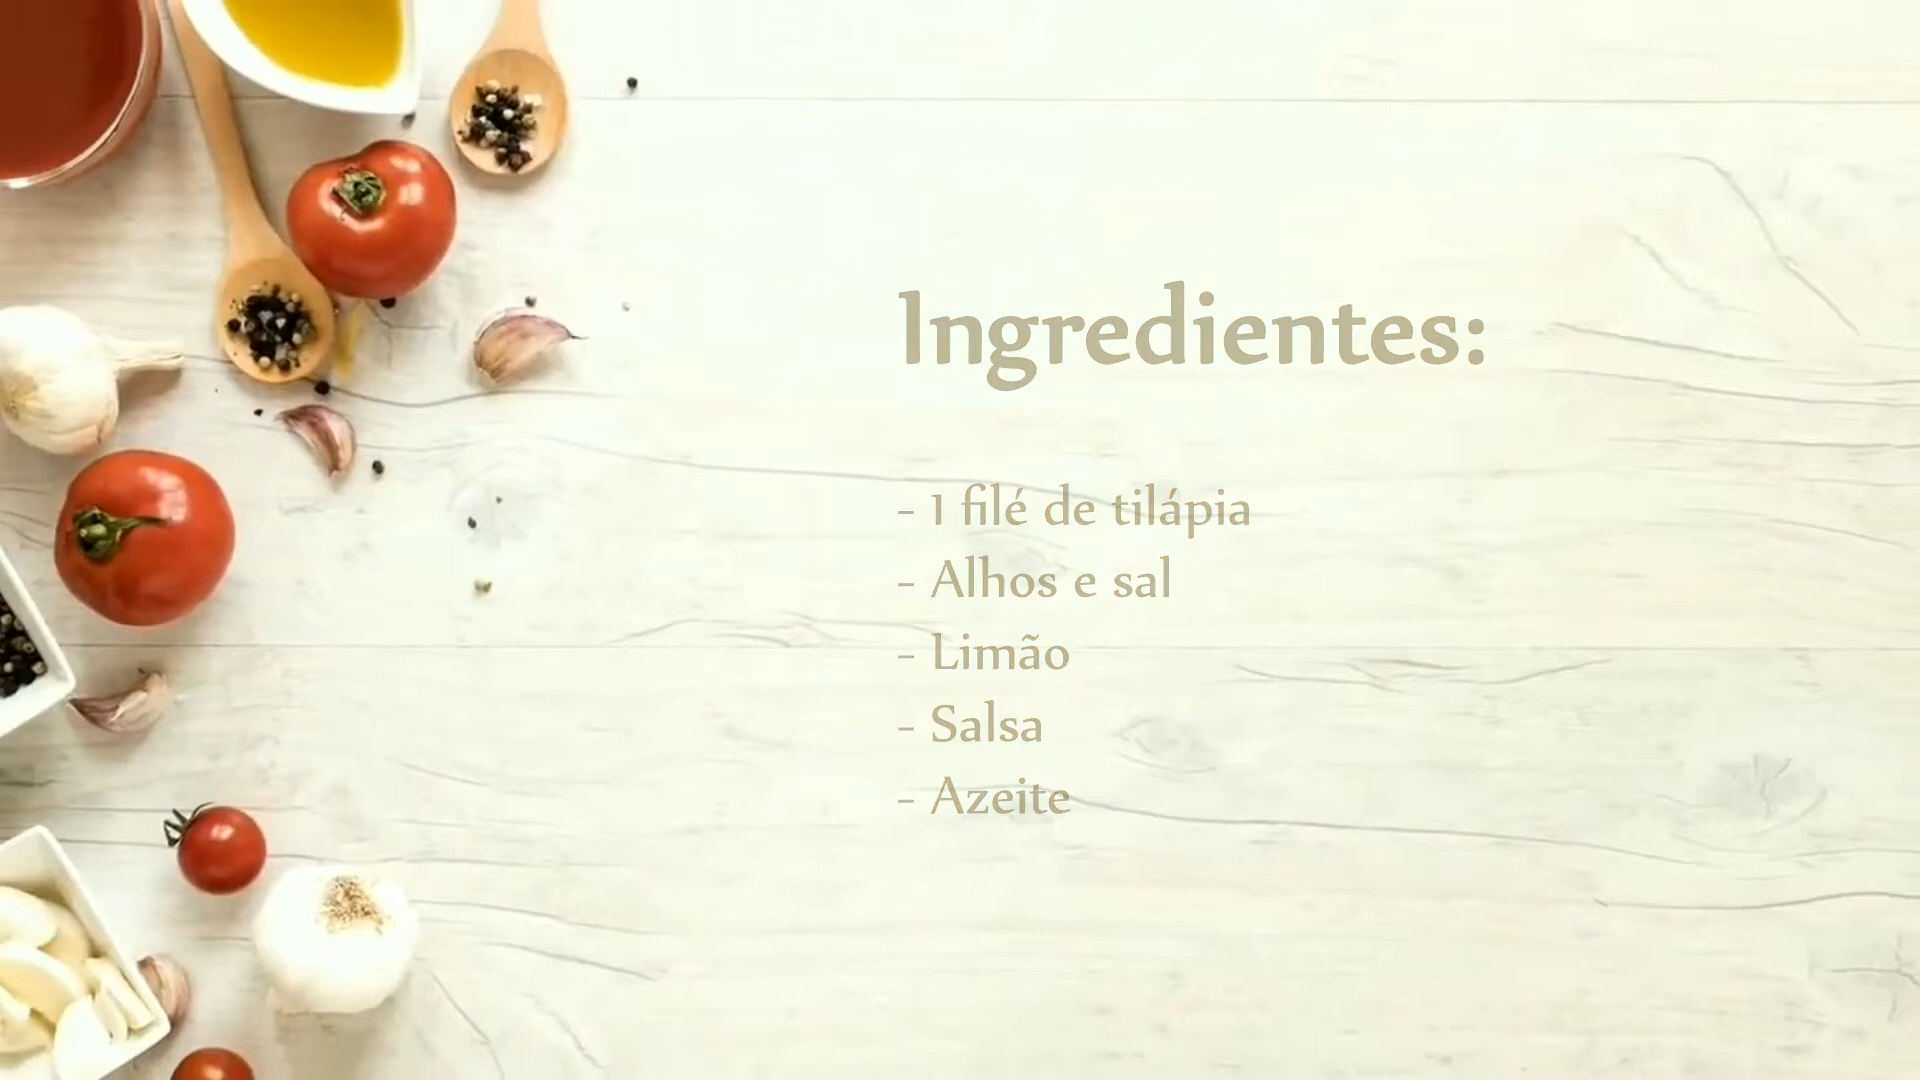 Ingredientes:
- 1 filé de tilápia
- Alhos e sal
- Limão
- Salsa
- Azeite